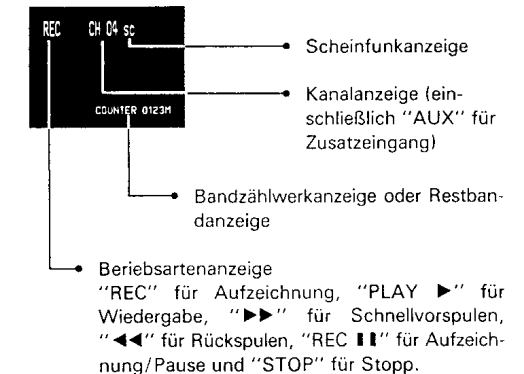 REC CH 04 sc
COUNTER 0123M
Scheinfunkanzeige
Kanalanzeige (ein-
schließlich "AUX" für
Zusatzeingang)
Bandzählwerkanzeige oder Restban-
danzeige
Beriebsartenanzeige
"REC" für Aufzeichnung, "PLAY ▶" für
Wiedergabe, "▶▶" für Schnellvorspulen,
"◀◀" für Rückspulen, "REC ▮▮" für Aufzeich-
nung/Pause und "STOP" für Stopp.